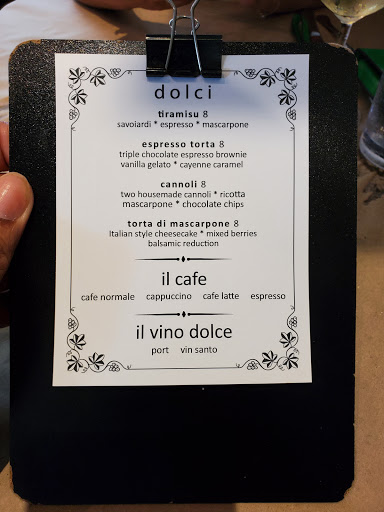 dolci
tiramisu 8
savoiardi * espresso * mascarpone
espresso torta 8
triple chocolate espresso brownie
vanilla gelato * cayenne caramel
cannoli 8
two housemade cannoli * ricotta
mascarpone * chocolate chips
torta di mascarpone 8
Italian style cheesecake * mixed berries
balsamic reduction
il cafe
cafe normale cappuccino cafe latte espresso
il vino dolce
port vin santo